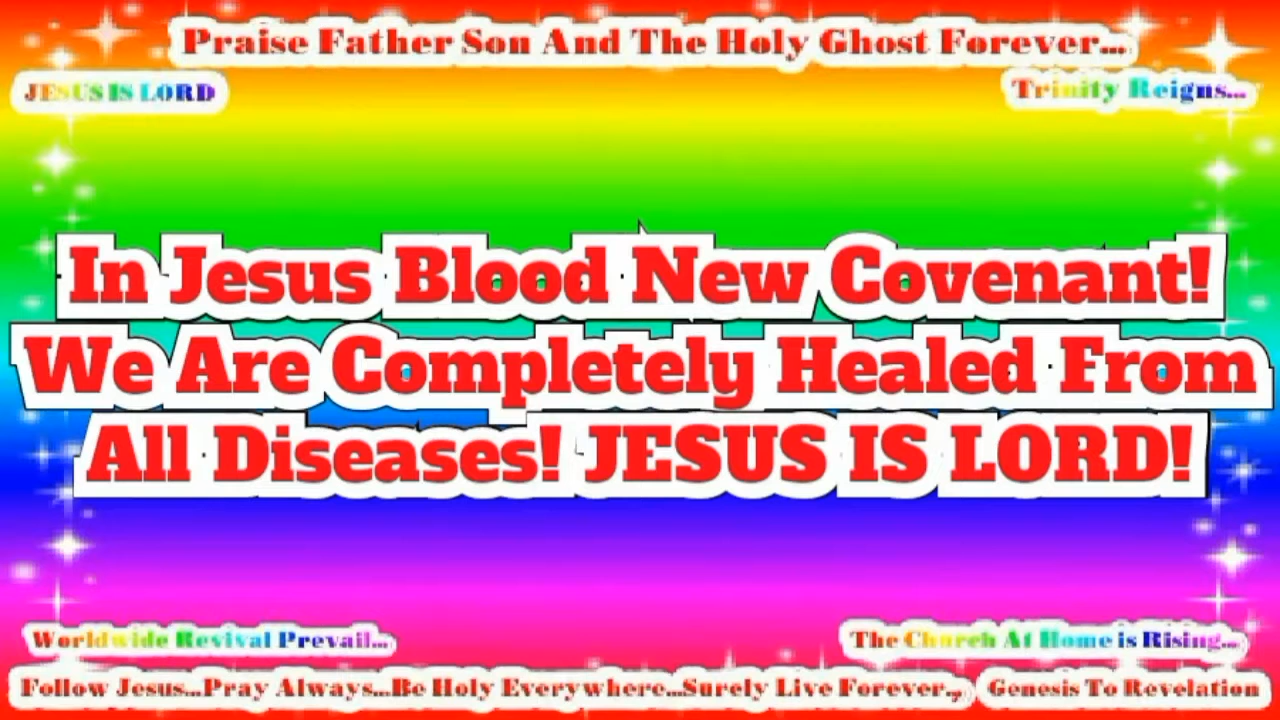 Praise Father Son And The Holy Ghost Forever...
JESUS IS LORD
Trinity Reigns...
In Jesus Blood New Covenant!
We Are Completely Healed From
All Diseases! JESUS IS LORD!
Worldwide Revival Prevail...
The Church At Home is Rising...
Follow Jesus...Pray Always...Be Holy Everywhere...Surely Live Forever..,
Genesis To Revelation